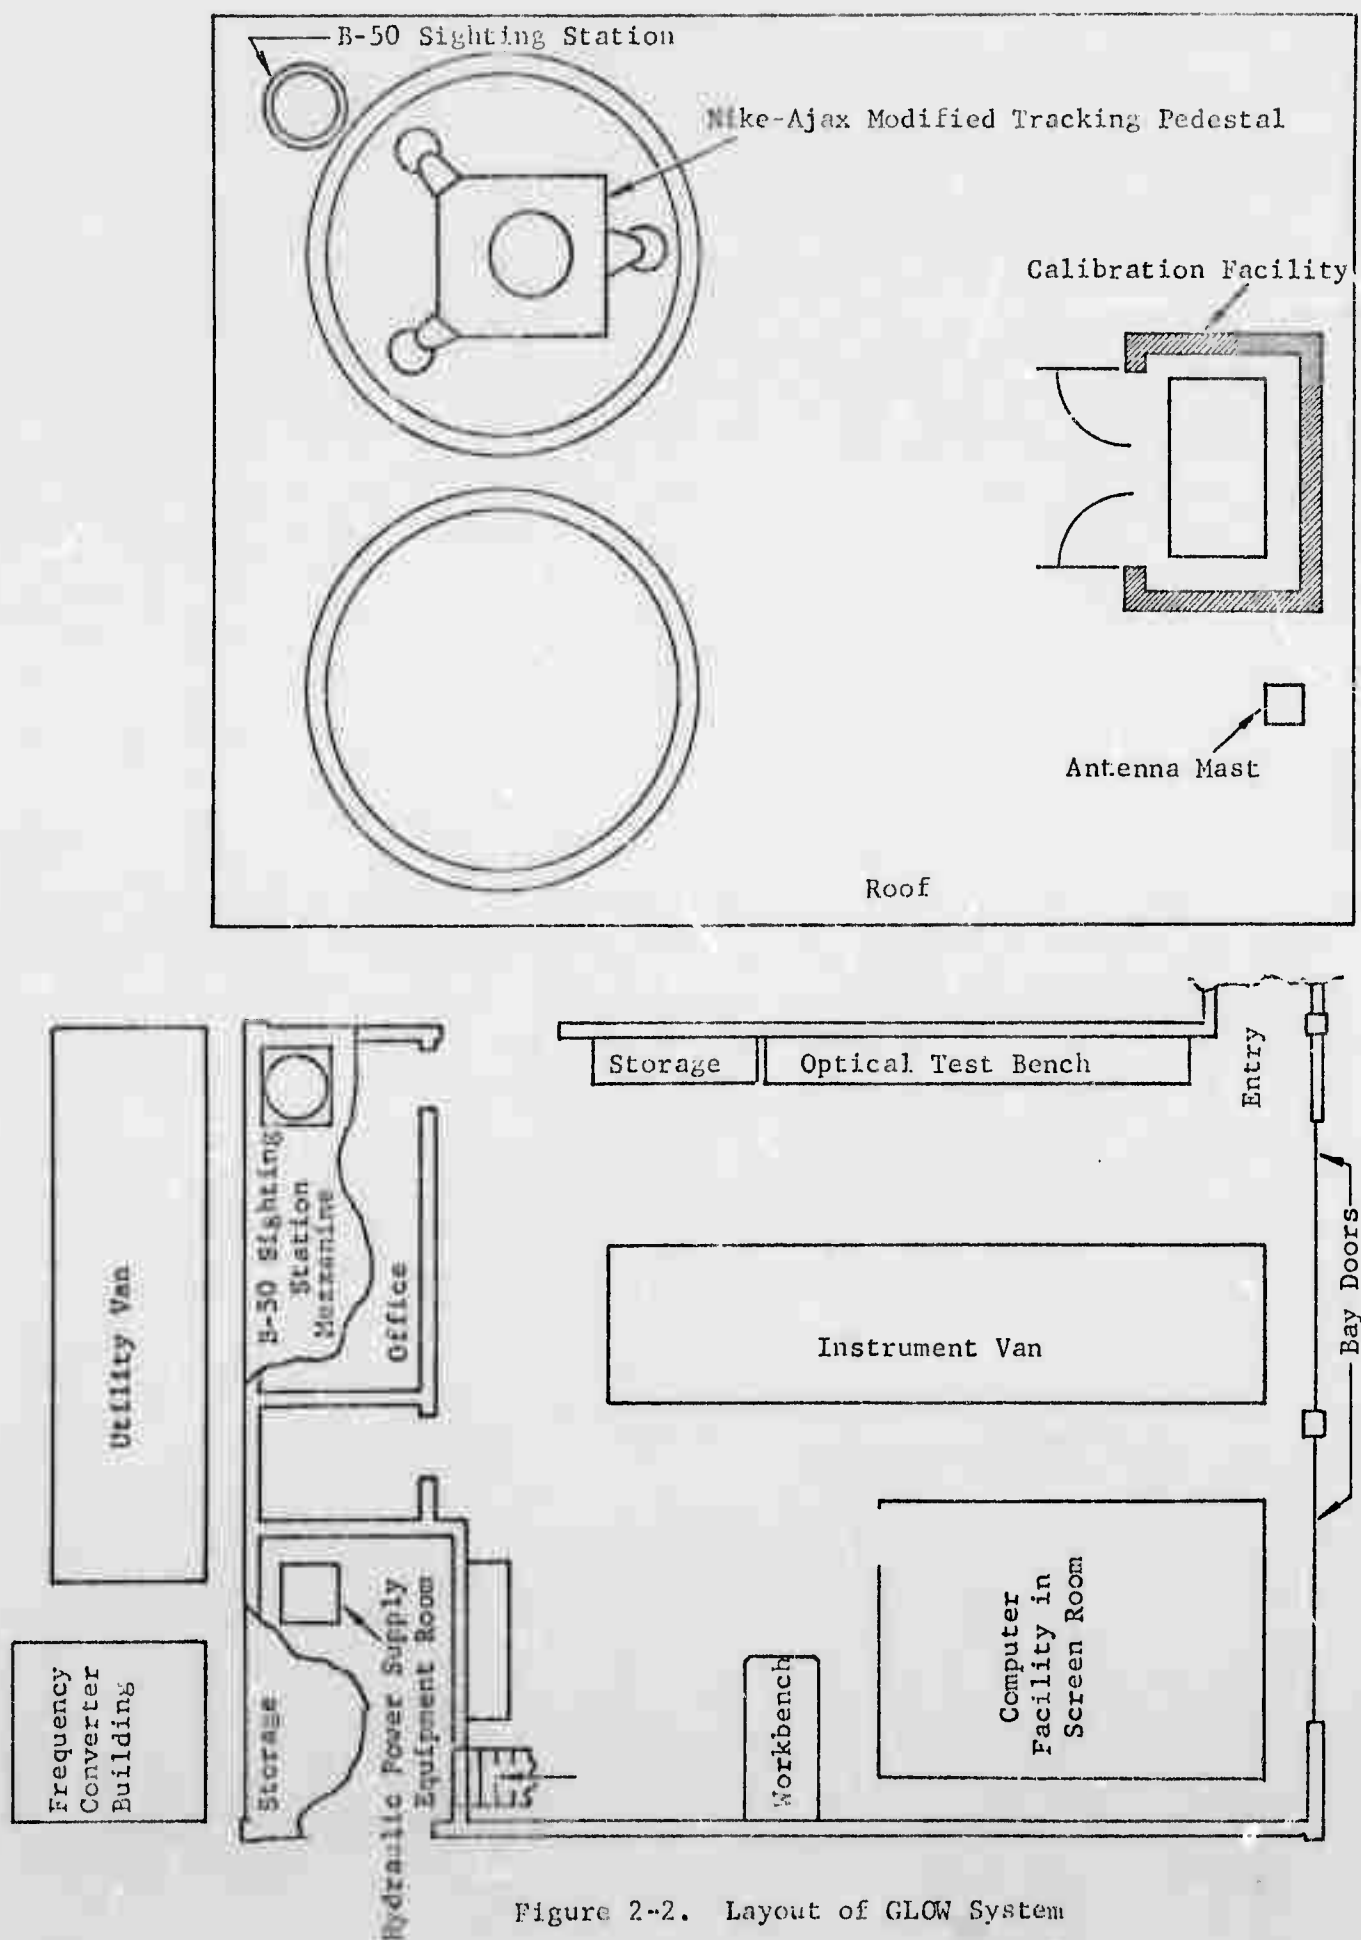 B-50 Sighting Station
Nike-Ajax Modified Tracking Pedestal
Calibration Facility
Antenna Mast
Roof
Storage
Optical Test Bench
Entry
B-50 Sighting
Station
Mezzanine
Office
Utility Van
Instrument Van
Bay Doors
Frequency
Converter
Building
Storage
Hydraulic Power Supply
Equipment Room
Workbench
Computer
Facility in
Screen Room
Figure 2-2. Layout of GLOW System